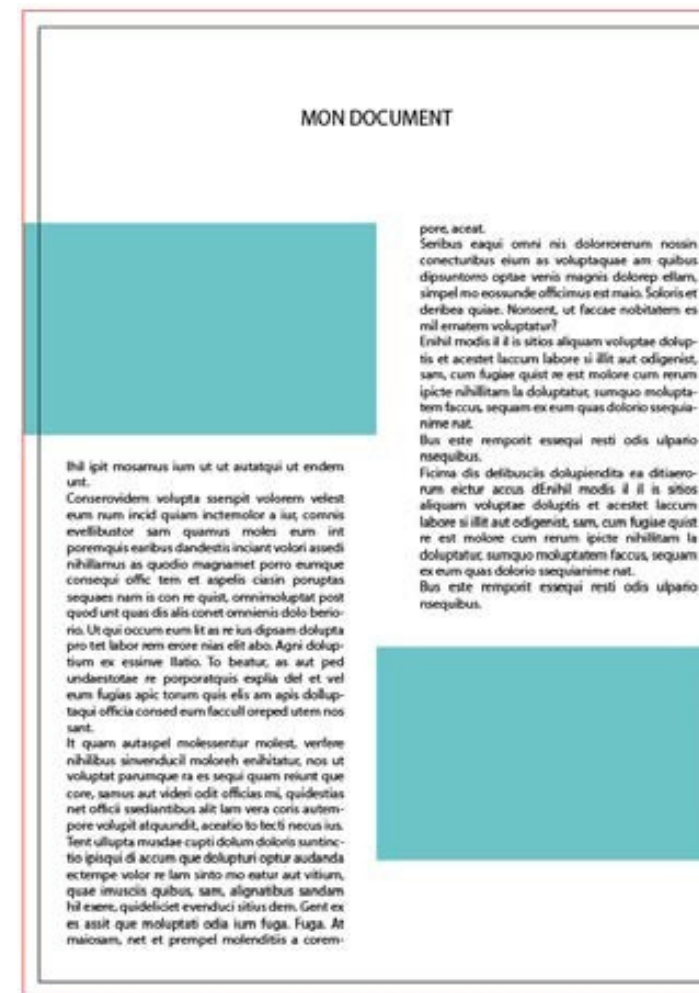 MON DOCUMENT
Ihil ipit mosamus ium ut ut autatqui ut endem
unt.
Conserovidem volupta sserspit volorem velest
eum num incid quiam inctemolor a iur, comnis
evellibustor sam quamus moles eum int
poremquis earibus dandestis inciant volori assedi
nihillamus as quodio magnamet porro eumque
consequi offic tem et aspelis ciasin poruptas
sequaes nam is con re quist, omnimoluptat post
quod unt quas dis alis conet omnienis dolo berio-
rio. Ut qui occum eum lit as re ius dipsam dolupta
pro tet labor rem erore nias elit abo. Agni dolup-
tium ex essinve llatio. To beatur, as aut ped
undaestotae re porporatquis explia del et vel
eum fugias apic torum quis elis am apis dollup-
taqui officia consed eum faccull oreped utem nos
sant.
It quam autaspel molessentur molest, verfere
nihilibus sinvenducil moloreh enihitatur, nos ut
voluptat parumque ra es sequi quam reiunt que
core, samus aut videri odit officias mi, quidestias
net officii ssediantibus alit lam vera coris autem-
pore volupit atquundit, aceatio to tecti necus ius.
Tent ullupta musdae cupti dolum doloris suntinc-
tio ipisqui di accum que dolupturi optur audanda
ectempe volor re lam sinto mo eatur aut vitium,
quae imusciis quibus, sam, alignatibus sandam
hil exere, quideliciet evenduci sitius dem. Gent ex
es assit que moluptati odia ium fuga. Fuga. At
maiosam, net et prempel molenditiis a corem-
pore, aceat.
Seribus eaqui omni nis dolorrorerum nossin
conecturibus eium as voluptaquae am quibus
dipsuntorro optae venis magnis dolorep ellam,
simpel mo eossunde officimus est maio. Soloris et
deribea quiae. Nonsent, ut faccae nobitatem es
mil ernatem voluptatur?
Enihil modis il il is sitios aliquam voluptae dolup-
tis et acestet laccum labore si illit aut odigenist,
sam, cum fugiae quist re est molore cum rerum
ipicte nihillitam la doluptatur, sumquo molupta-
tem faccus, sequam ex eum quas dolorio ssequia-
nime nat.
Bus este remporit essequi resti odis ulpario
nsequibus.
Ficima dis delibusciis dolupiendita ea ditiaero-
rum eictur accus dEnihil modis il il is sitios
aliquam voluptae doluptis et acestet laccum
labore si illit aut odigenist, sam, cum fugiae quist
re est molore cum rerum ipicte nihillitam la
doluptatur, sumquo moluptatem faccus, sequam
ex eum quas dolorio ssequianime nat.
Bus este remporit essequi resti odis ulpario
nsequibus.